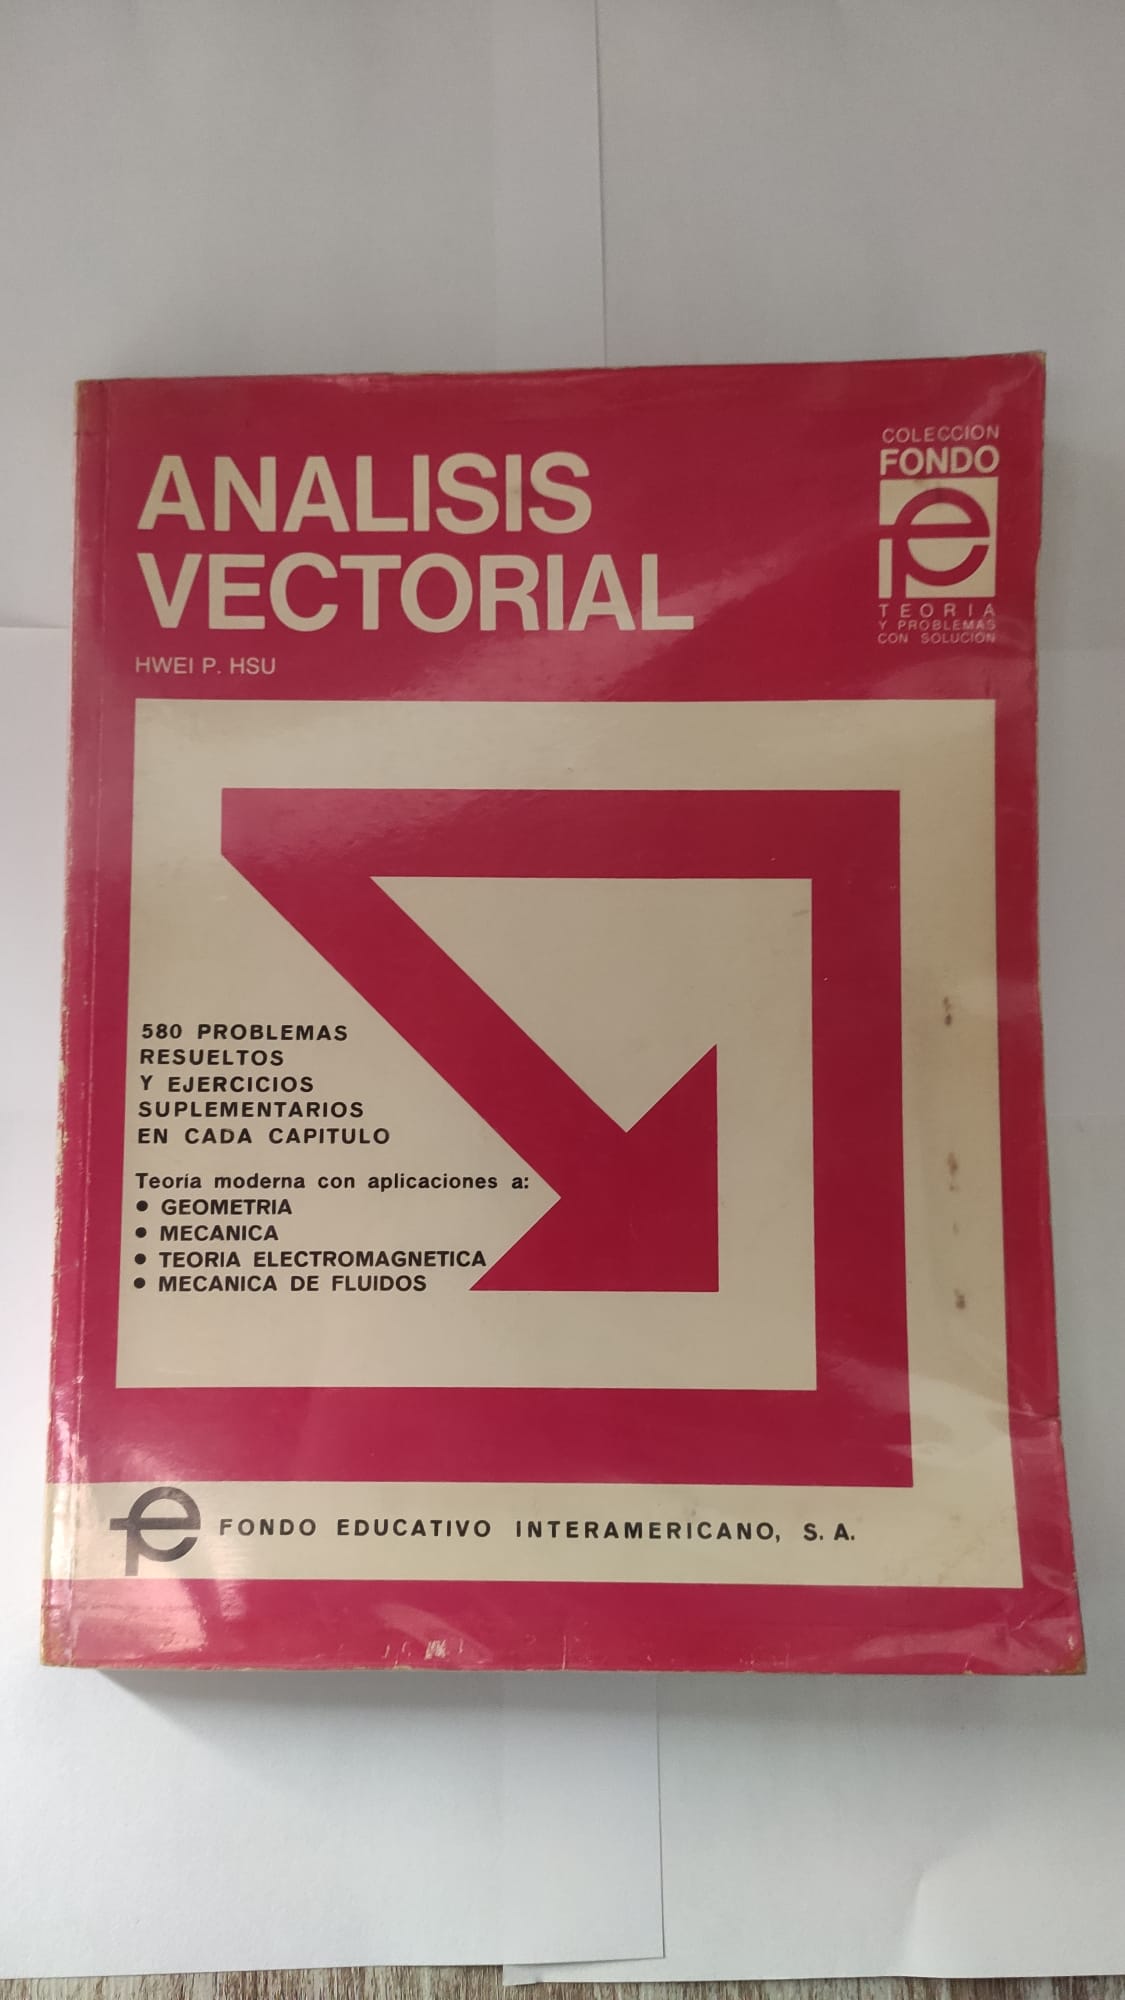 ANALISIS
VECTORIAL
HWEI P. HSU
COLECCION
FONDO
e
TEORIA
Y PROBLEMAS
CON SOLUCION
580 PROBLEMAS
RESUELTOS
Y EJERCICIOS
SUPLEMENTARIOS
EN CADA CAPITULO
Teoría moderna con aplicaciones a:
• GEOMETRIA
• MECANICA
• TEORIA ELECTROMAGNETICA
• MECANICA DE FLUIDOS
FONDO EDUCATIVO INTERAMERICANO, S. A.